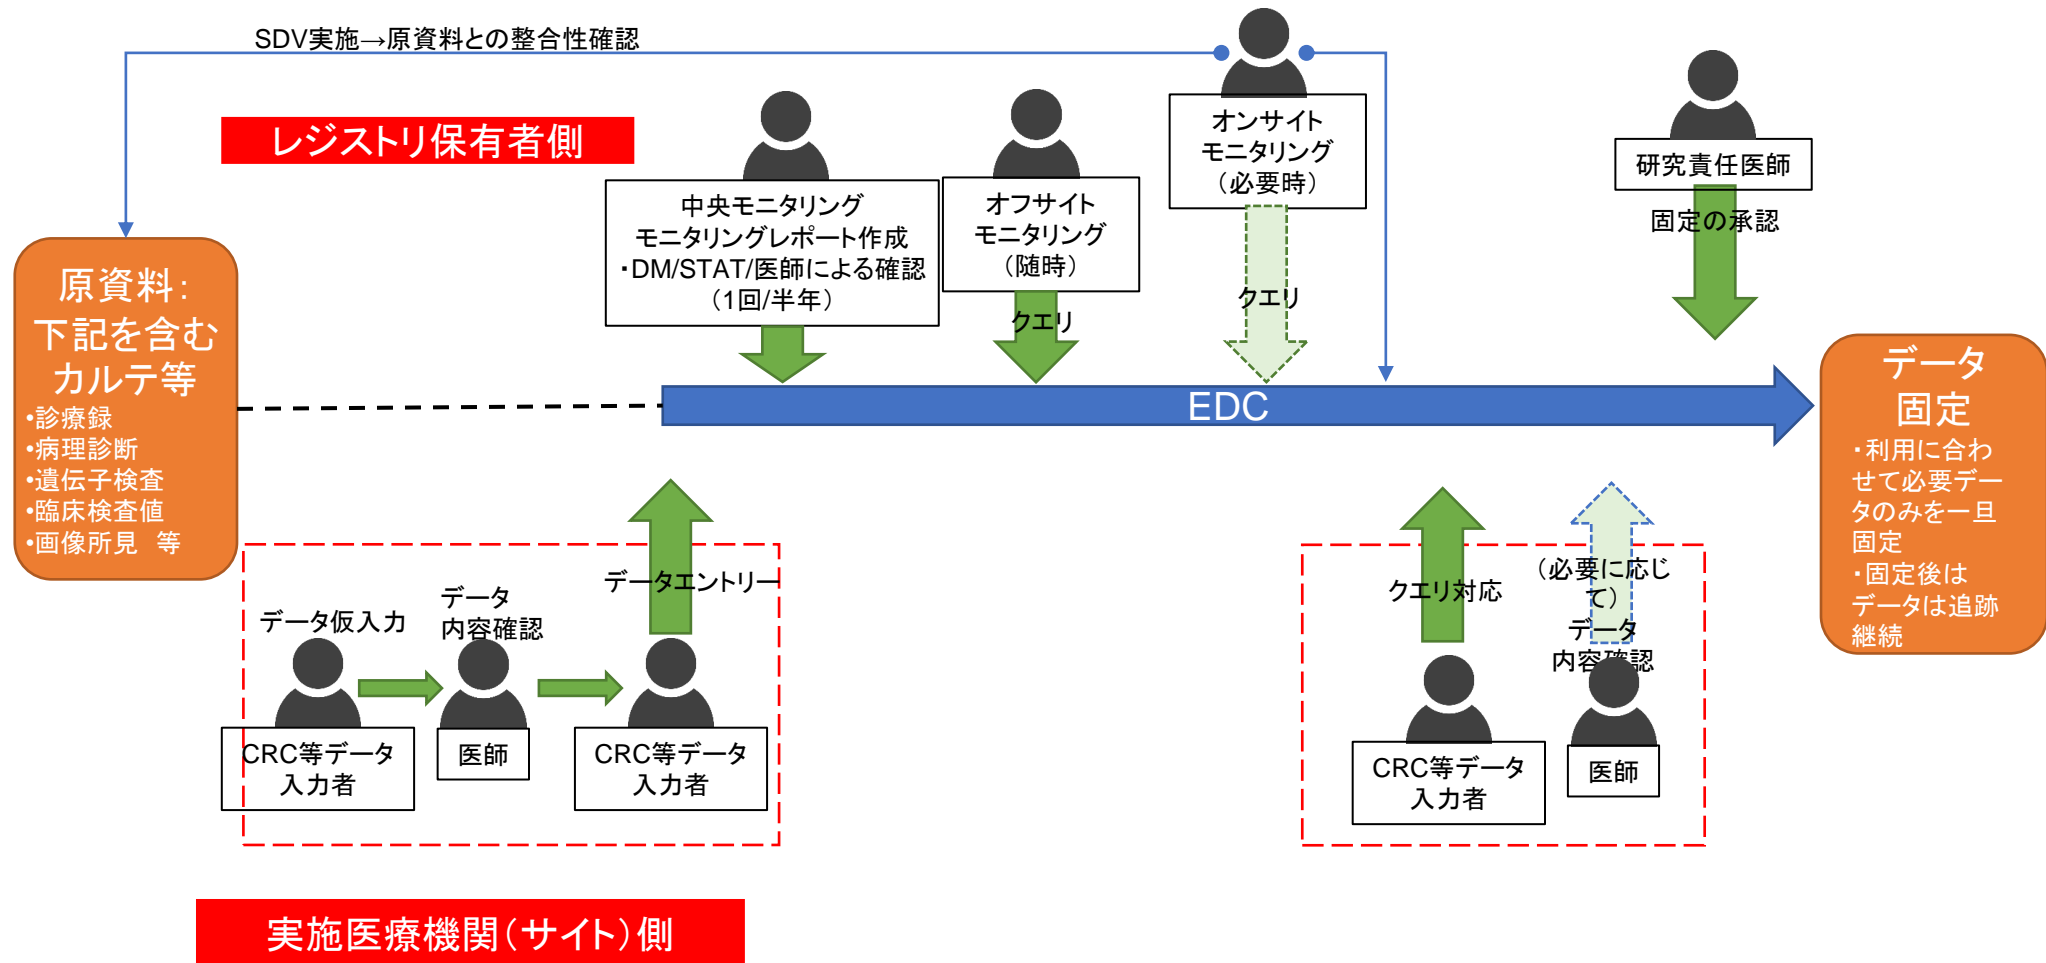 SDV実施→原資料との整合性確認
レジストリ保有者側
中央モニタリング
モニタリングレポート作成
・DM/STAT/医師による確認
（1回/半年）
オフサイト
モニタリング
（随時）
クエリ
オンサイト
モニタリング
（必要時）
クエリ
研究責任医師
固定の承認
原資料：
下記を含む
カルテ等
•診療録
•病理診断
•遺伝子検査
•臨床検査値
•画像所見　等
EDC
データ
固定
・利用に合わ
せて必要デー
タのみを一旦
固定
・固定後は
データは追跡
継続
データ仮入力
データ
内容確認
データエントリー
CRC等データ
入力者
医師
CRC等データ
入力者
クエリ対応
（必要に応じ
て）
データ
内容確認
CRC等データ
入力者
医師
実施医療機関（サイト）側